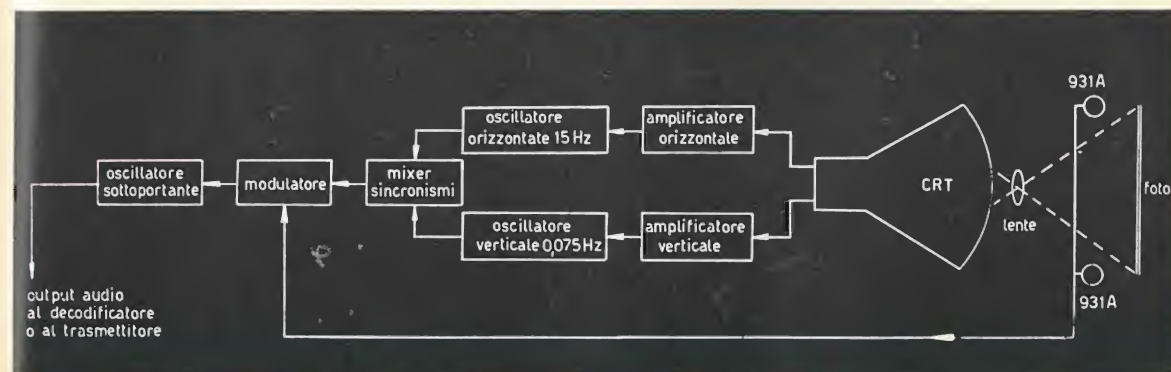 931A
oscillatore
orizzontate 15 Hz
amplificatore
orizzontale
oscillatore
sottoportante
modulatore
mixer
sincronismi
CRT
foto
lente
oscillatore
verticale 0,075 Hz
amplificatore
verticale
931A
output audio
al decodificatore
o al trasmettitore